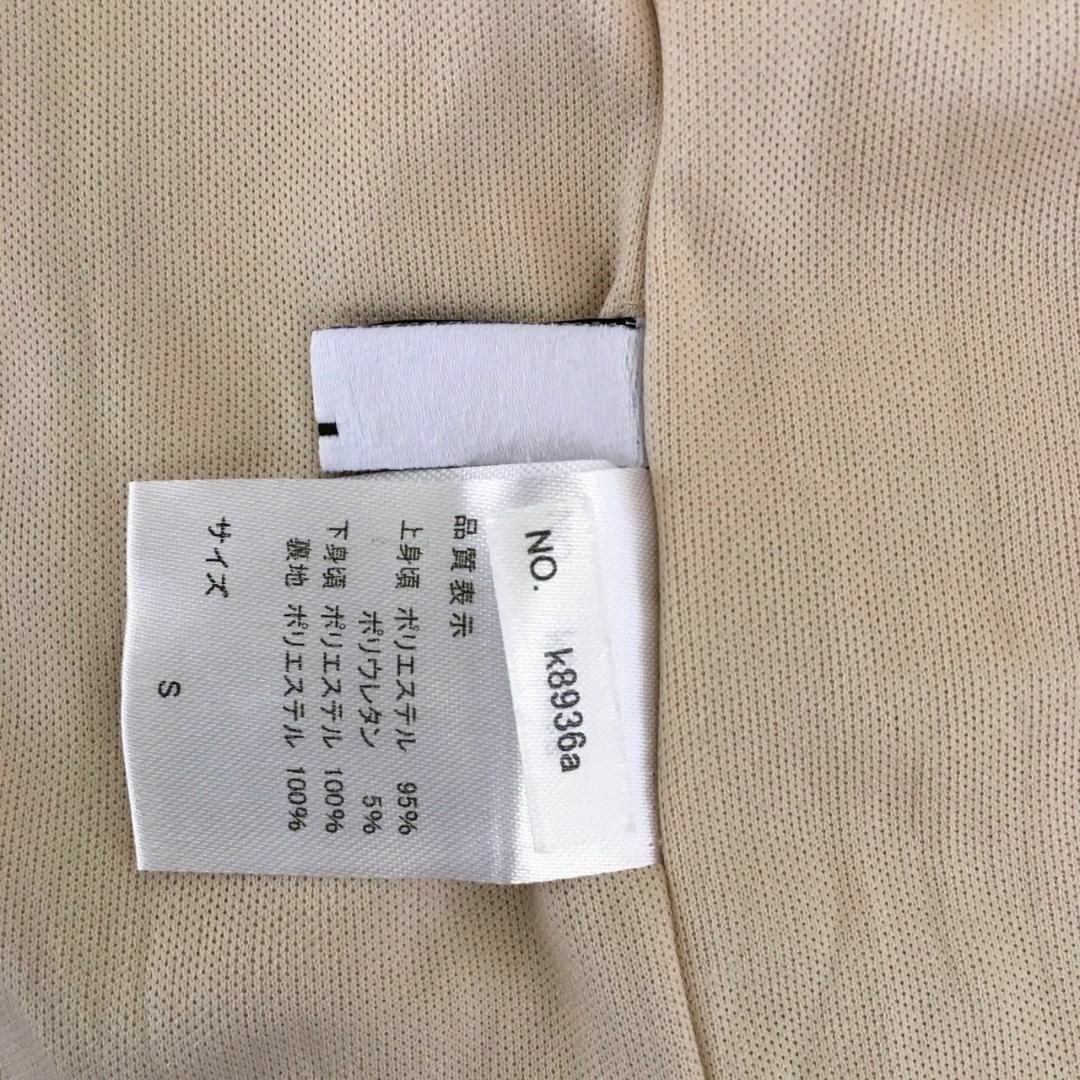 NO. k8936a
品質表示
上身頃 ポリエステル 95%
ポリウレタン 5%
下身頃 ポリエステル 100%
裏地 ポリエステル 100%
サイズ
S